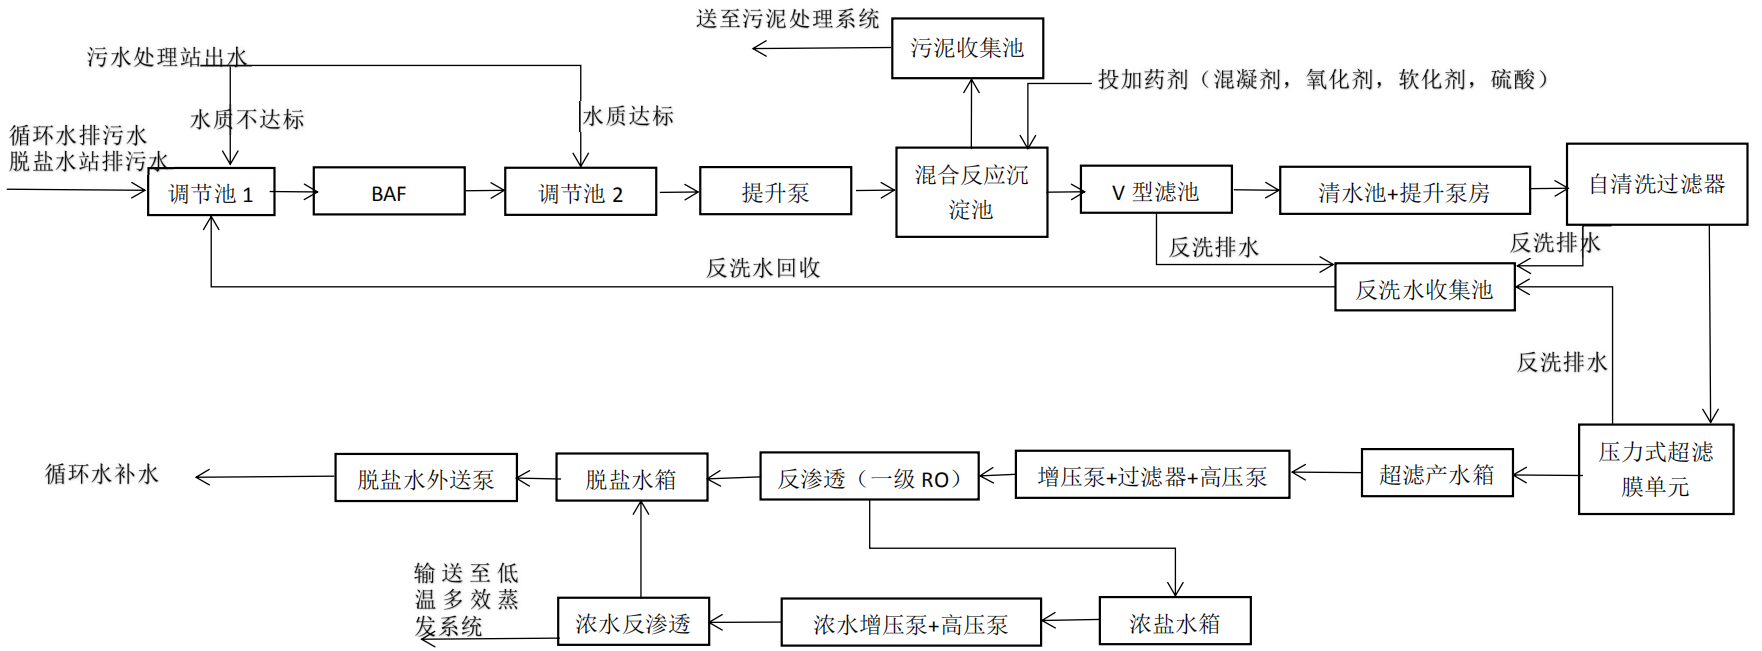 送至污泥处理系统
污泥收集池
污水处理站出水
投加药剂（混凝剂，氧化剂，软化剂，硫酸）
水质不达标
水质达标
循环水排污水
脱盐水站排污水
调节池 1
BAF
调节池 2
提升泵
混合反应沉
淀池
V 型滤池
清水池+提升泵房
自清洗过滤器
反洗排水
反洗排水
反洗水回收
反洗水收集池
反洗排水
循环水补水
脱盐水外送泵
脱盐水箱
反渗透（一级 RO）
增压泵+过滤器+高压泵
超滤产水箱
压力式超滤
膜单元
输送至低
温多效蒸
发系统
浓水反渗透
浓水增压泵+高压泵
浓盐水箱